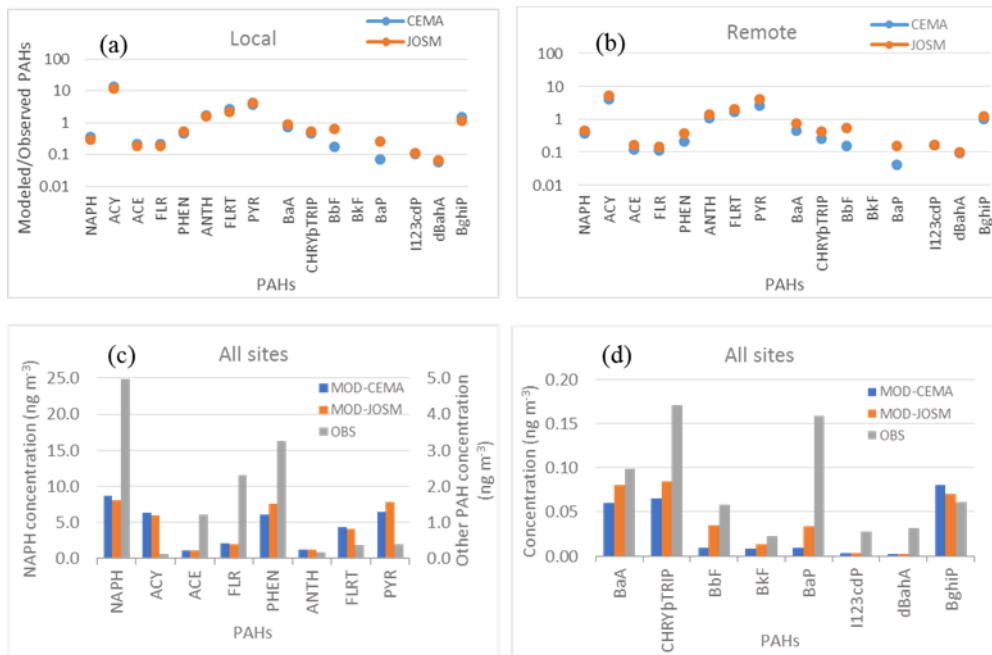 (a)
Local
CEMA
JOSM
Modeled/Observed PAHs
100
10
1
0.1
0.01
NAPH
ACY
ACE
FLR
PHEN
ANTH
FLRT
PYR
BaA
CHRYþTRIP
BbF
BkF
BaP
I123cdP
dBahA
BghiP
PAHs
(b)
Remote
CEMA
JOSM
100
10
1
0.1
0.01
NAPH
ACY
ACE
FLR
PHEN
ANTH
FLRT
PYR
BaA
CHRYþTRIP
BbF
BkF
BaP
I123cdP
dBahA
BghiP
PAHs
(c)
All sites
MOD-CEMA
MOD-JOSM
OBS
NAPH concentration (ng m⁻³)
25.0
20.0
15.0
10.0
5.0
0.0
5.0
4.0
3.0
2.0
1.0
0.0
Other PAH concentration
(ng m⁻³)
NAPH
ACY
ACE
FLR
PHEN
ANTH
FLRT
PYR
PAHs
(d)
All sites
MOD-CEMA
MOD-JOSM
OBS
Concentration (ng m⁻³)
0.20
0.15
0.10
0.05
0.00
BaA
CHRYþTRIP
BbF
BkF
BaP
I123cdP
dBahA
BghiP
PAHs